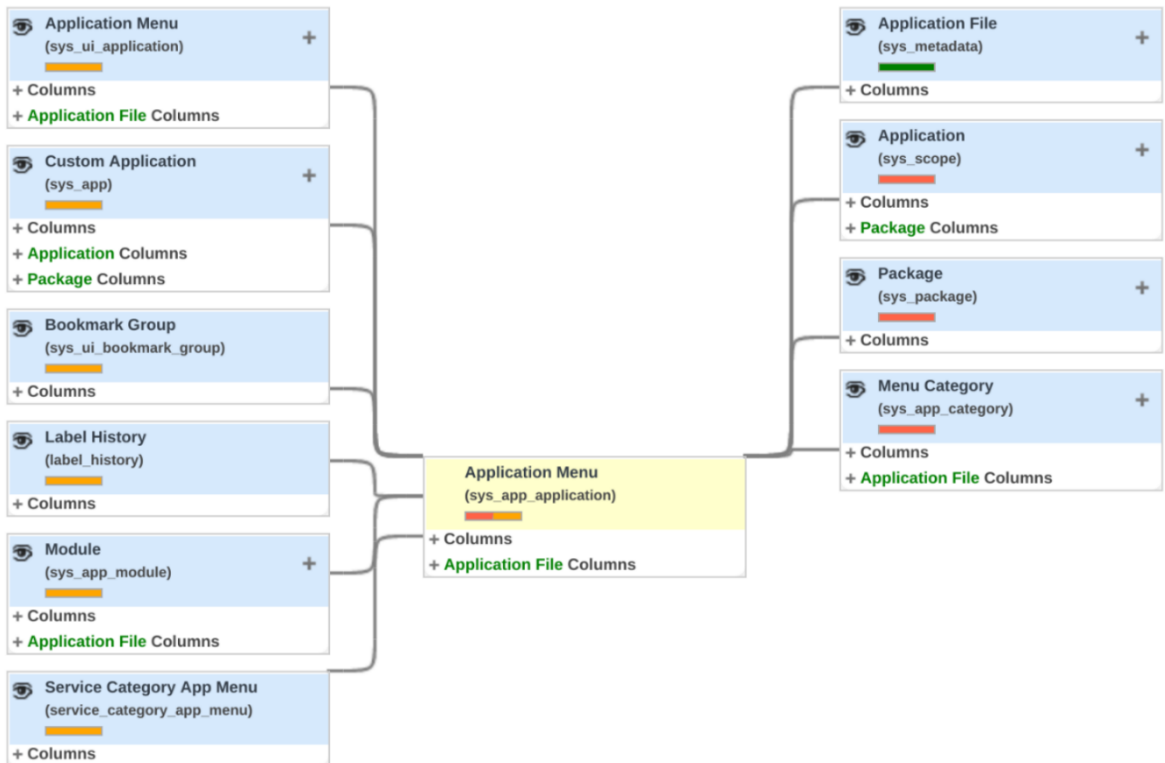 Application Menu
(sys_ui_application)
+
+ Columns
+ Application File Columns
Custom Application
(sys_app)
+
+ Columns
+ Application Columns
+ Package Columns
Bookmark Group
(sys_ui_bookmark_group)
+ Columns
Label History
(label_history)
+ Columns
Module
(sys_app_module)
+
+ Columns
+ Application File Columns
Service Category App Menu
(service_category_app_menu)
+ Columns
Application Menu
(sys_app_application)
+ Columns
+ Application File Columns
Application File
(sys_metadata)
+
+ Columns
Application
(sys_scope)
+
+ Columns
+ Package Columns
Package
(sys_package)
+
+ Columns
Menu Category
(sys_app_category)
+
+ Columns
+ Application File Columns